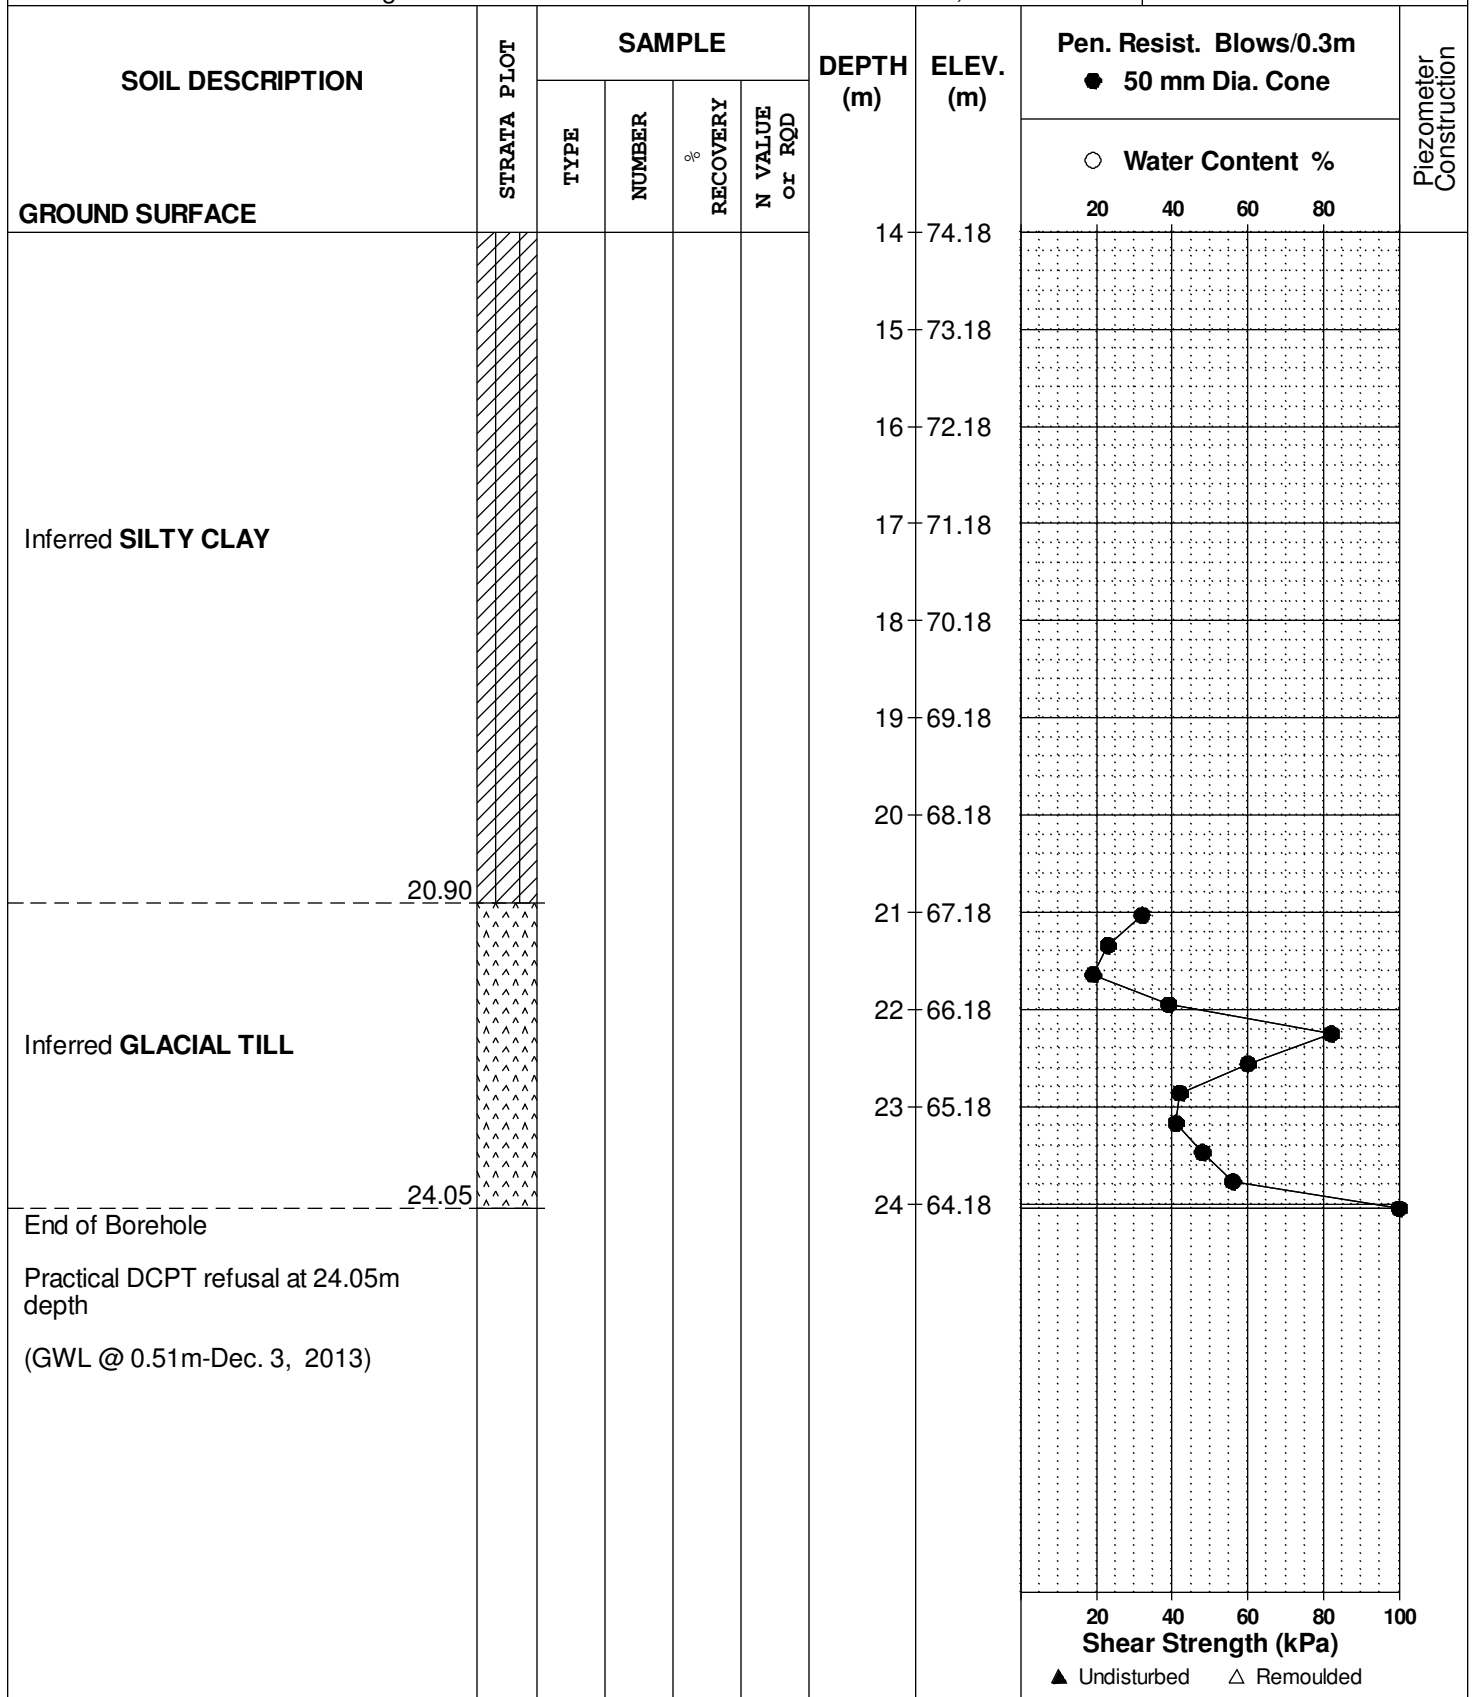 SOIL DESCRIPTION
GROUND SURFACE
STRATA PLOT
SAMPLE
TYPE
NUMBER
%
RECOVERY
N VALUE
or RQD
DEPTH
(m)
ELEV.
(m)
Pen. Resist. Blows/0.3m
● 50 mm Dia. Cone
○ Water Content %
20 40 60 80
Piezometer
Construction
14 74.18
15 73.18
16 72.18
Inferred SILTY CLAY
17 71.18
18 70.18
19 69.18
20 68.18
20.90
21 67.18
22 66.18
Inferred GLACIAL TILL
23 65.18
24.05
24 64.18
End of Borehole
Practical DCPT refusal at 24.05m
depth
(GWL @ 0.51m-Dec. 3, 2013)
20 40 60 80 100
Shear Strength (kPa)
▲ Undisturbed △ Remoulded